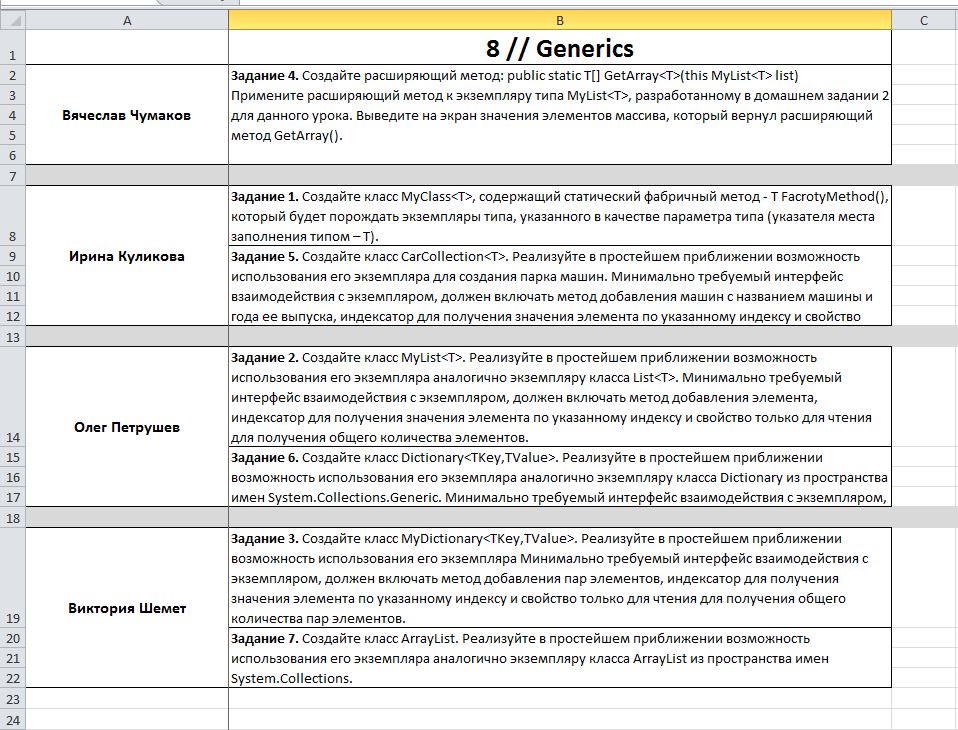 A B C
1 8 // Generics
2 Задание 4. Создайте расширяющий метод: public static T[] GetArray<T>(this MyList<T> list)
3 Примените расширяющий метод к экземпляру типа MyList<T>, разработанному в домашнем задании 2
4 Вячеслав Чумаков для данного урока. Выведите на экран значения элементов массива, который вернул расширяющий
5 метод GetArray().
6
7
Задание 1. Создайте класс MyClass<T>, содержащий статический фабричный метод - T FacrotyMethod(),
который будет порождать экземпляры типа, указанного в качестве параметра типа (указателя места
8 заполнения типом – T).
9 Ирина Куликова Задание 5. Создайте класс CarCollection<T>. Реализуйте в простейшем приближении возможность
10 использования его экземпляра для создания парка машин. Минимально требуемый интерфейс
11 взаимодействия с экземпляром, должен включать метод добавления машин с названием машины и
12 года ее выпуска, индексатор для получения значения элемента по указанному индексу и свойство
13
Задание 2. Создайте класс MyList<T>. Реализуйте в простейшем приближении возможность
использования его экземпляра аналогично экземпляру класса List<T>. Минимально требуемый
интерфейс взаимодействия с экземпляром, должен включать метод добавления элемента,
Олег Петрушев индексатор для получения значения элемента по указанному индексу и свойство только для чтения
14 для получения общего количества элементов.
15 Задание 6. Создайте класс Dictionary<TKey,TValue>. Реализуйте в простейшем приближении
16 возможность использования его экземпляра аналогично экземпляру класса Dictionary из пространства
17 имен System.Collections.Generic. Минимально требуемый интерфейс взаимодействия с экземпляром,
18
Задание 3. Создайте класс MyDictionary<TKey,TValue>. Реализуйте в простейшем приближении
возможность использования его экземпляра Минимально требуемый интерфейс взаимодействия с
экземпляром, должен включать метод добавления пар элементов, индексатор для получения
Виктория Шемет значения элемента по указанному индексу и свойство только для чтения для получения общего
19 количества пар элементов.
20 Задание 7. Создайте класс ArrayList. Реализуйте в простейшем приближении возможность
21 использования его экземпляра аналогично экземпляру класса ArrayList из пространства имен
22 System.Collections.
23
24